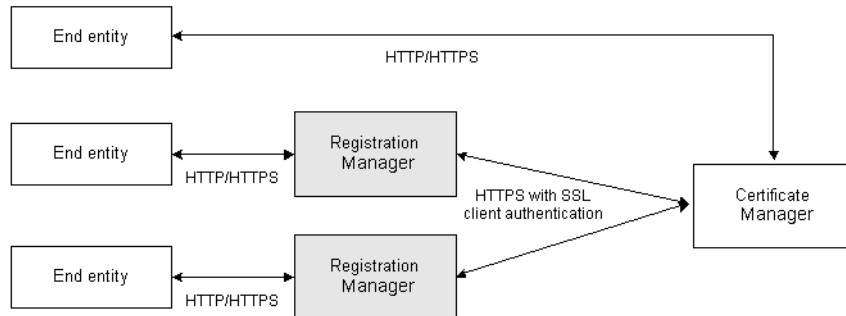 End entity
HTTP/HTTPS
End entity
HTTP/HTTPS
Registration
Manager
HTTPS with SSL
client authentication
Certificate
Manager
End entity
HTTP/HTTPS
Registration
Manager